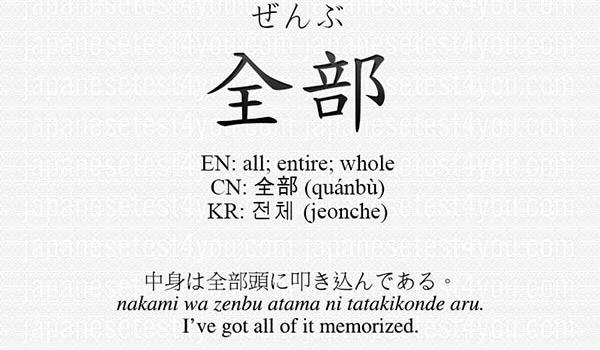 ぜんぶ
全部
EN: all; entire; whole
CN: 全部 (quánbù)
KR: 전체 (jeonche)
中身は全部頭に叩き込んである。
nakami wa zenbu atama ni tatakikonde aru.
I've got all of it memorized.